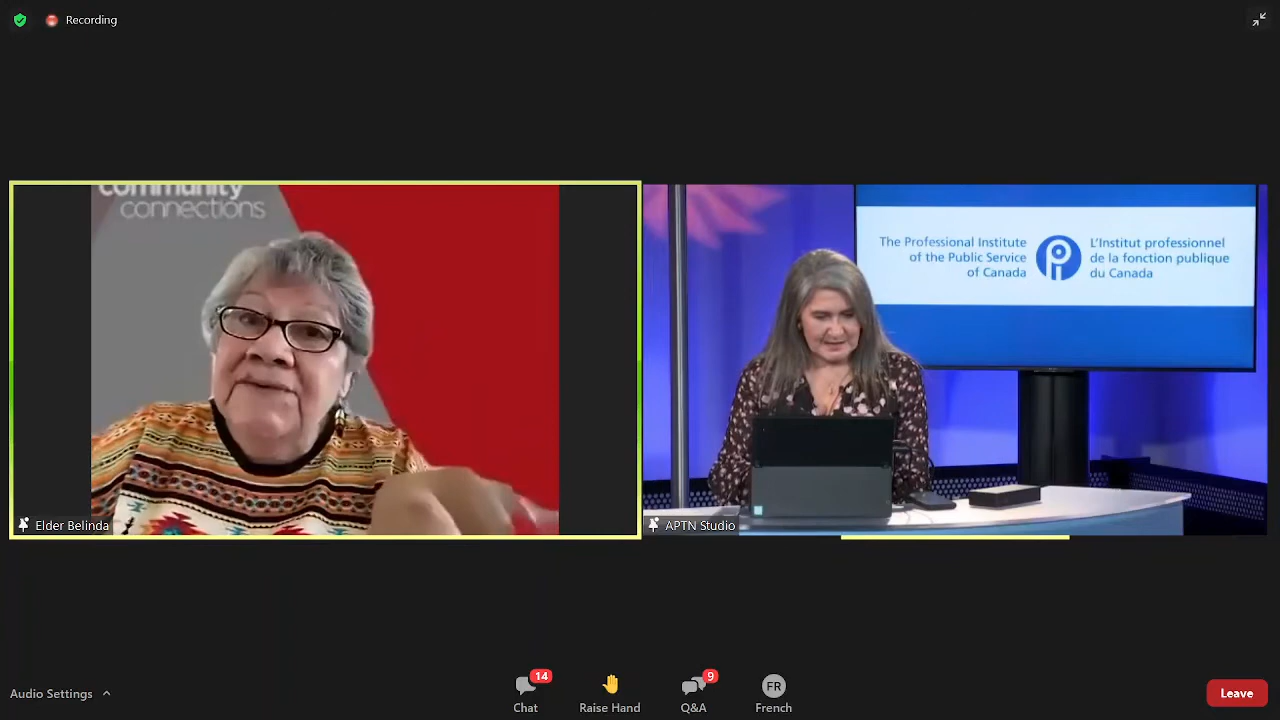 Recording
community
connections
Elder Belinda
The Professional Institute
of the Public Service
of Canada
L'Institut professionnel
de la fonction publique
du Canada
APTN Studio
Audio Settings
14
Chat
Raise Hand
9
Q&A
FR
French
Leave